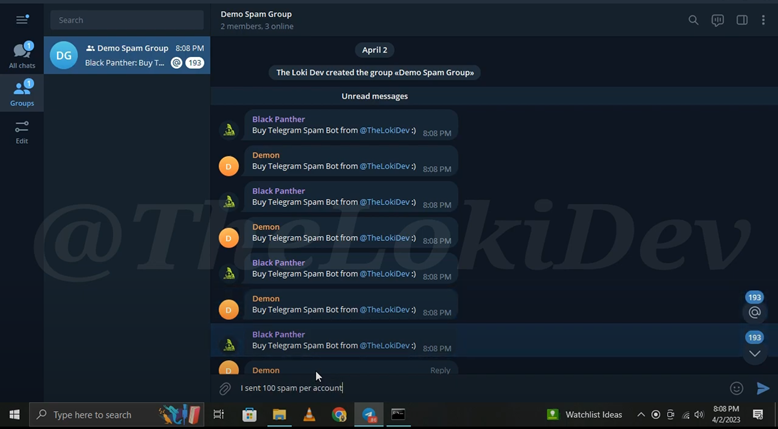 Search
Demo Spam Group
2 members, 3 online
All chats
1
Groups
1
Edit
DG
Demo Spam Group 8:08 PM
Black Panther: Buy T... @ 193
April 2
The Loki Dev created the group «Demo Spam Group»
Unread messages
Black Panther
Buy Telegram Spam Bot from @TheLokiDev :) 8:08 PM
Demon
D
Buy Telegram Spam Bot from @TheLokiDev :) 8:08 PM
Black Panther
Buy Telegram Spam Bot from @TheLokiDev :) 8:08 PM
Demon
D
Buy Telegram Spam Bot from @TheLokiDev :) 8:08 PM
Black Panther
Buy Telegram Spam Bot from @TheLokiDev :) 8:08 PM
Demon
D
Buy Telegram Spam Bot from @TheLokiDev :) 8:08 PM
Black Panther
Buy Telegram Spam Bot from @TheLokiDev :) 8:08 PM
Demon Reply
D
193
@
193
@TheLokiDev
I sent 100 spam per account
Type here to search
Watchlist Ideas
8:08 PM
4/2/2023